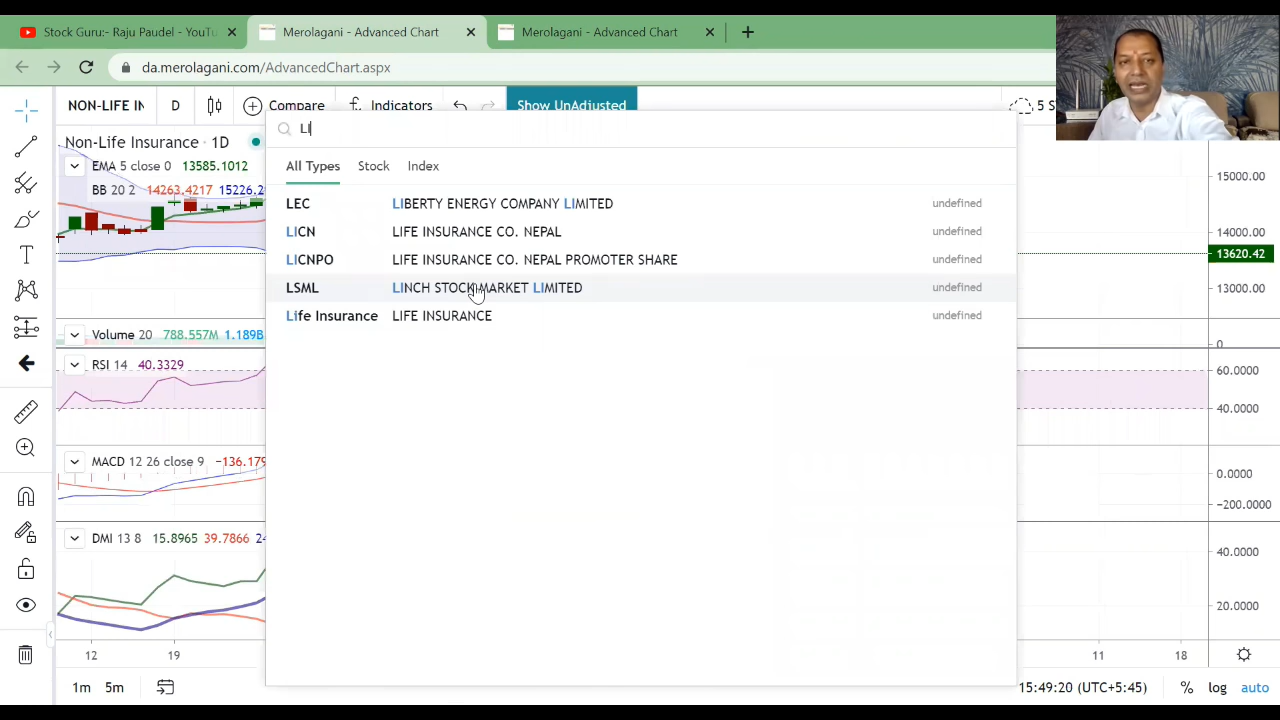 Stock Guru:- Raju Paudel - YouTu
Merolagani - Advanced Chart
Merolagani - Advanced Chart
da.merolagani.com/AdvancedChart.aspx
NON-LIFE IN
D
Compare
Indicators
Show UnAdjusted
5 S
LI
Non-Life Insurance · 1D
All Types
Stock
Index
EMA 5 close 0 13585.1012
BB 20 2 14263.4217 15226.2
LEC LIBERTY ENERGY COMPANY LIMITED undefined
LICN LIFE INSURANCE CO. NEPAL undefined
LICNPO LIFE INSURANCE CO. NEPAL PROMOTER SHARE undefined
LSML LINCH STOCK MARKET LIMITED undefined
Life Insurance LIFE INSURANCE undefined
15000.00
14000.00
13620.42
13000.00
Volume 20 788.557M 1.189B
0
RSI 14 40.3329
60.0000
40.0000
MACD 12 26 close 9 −136.179
0.0000
−200.0000
DMI 13 8 15.8965 39.7866 24
40.0000
20.0000
12
19
11
18
1m
5m
15:49:20 (UTC+5:45)
%
log
auto